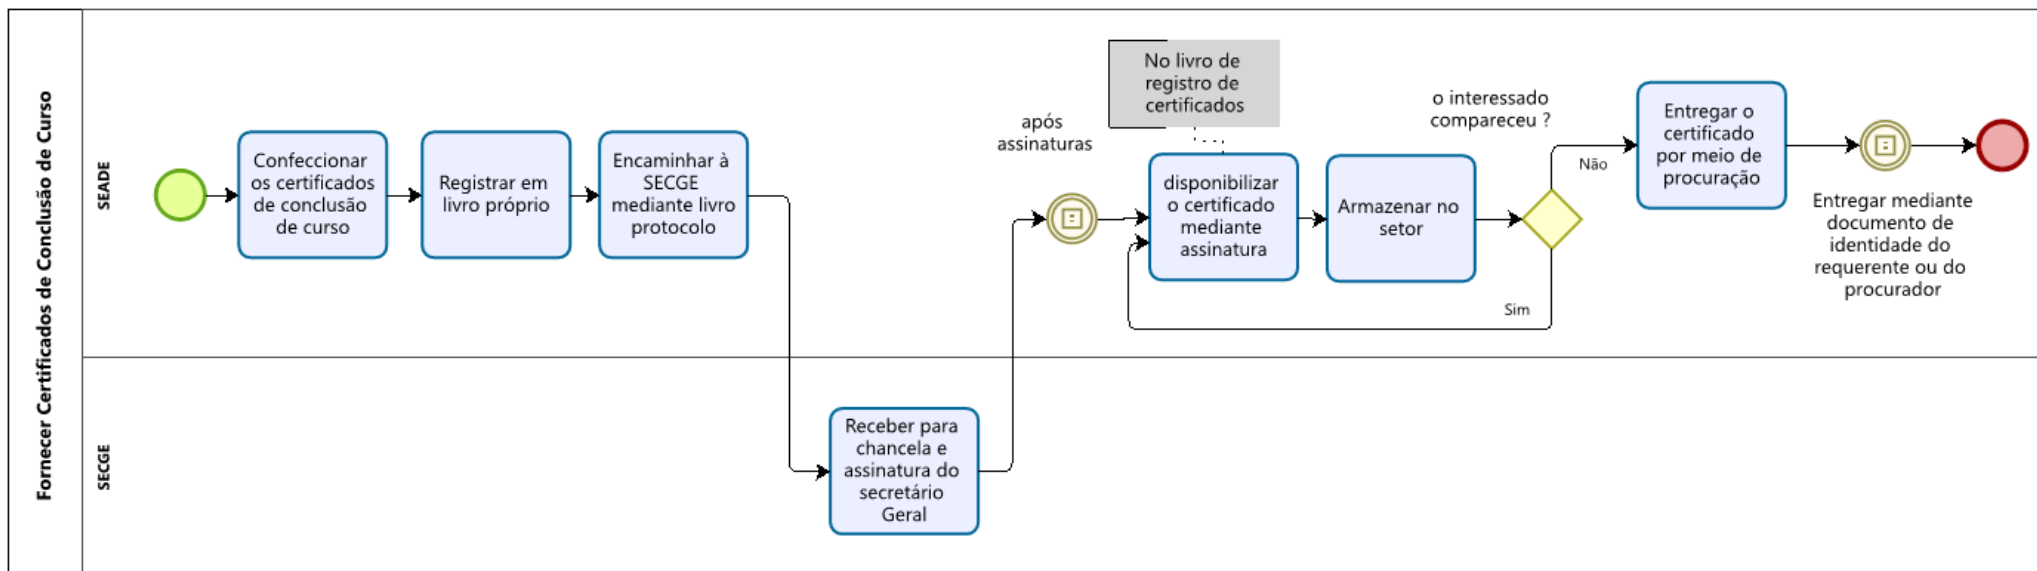 Fornecer Certificados de Conclusão de Curso
SEADE
Confeccionar
os certificados
de conclusão
de curso
Registrar em
livro próprio
Encaminhar à
SECGE
mediante livro
protocolo
após
assinaturas
No livro de
registro de
certificados
disponibilizar
o certificado
mediante
assinatura
Armazenar no
setor
o interessado
compareceu ?
Não
Sim
Entregar o
certificado
por meio de
procuração
Entregar mediante
documento de
identidade do
requerente ou do
procurador
SECGE
Receber para
chancela e
assinatura do
secretário
Geral